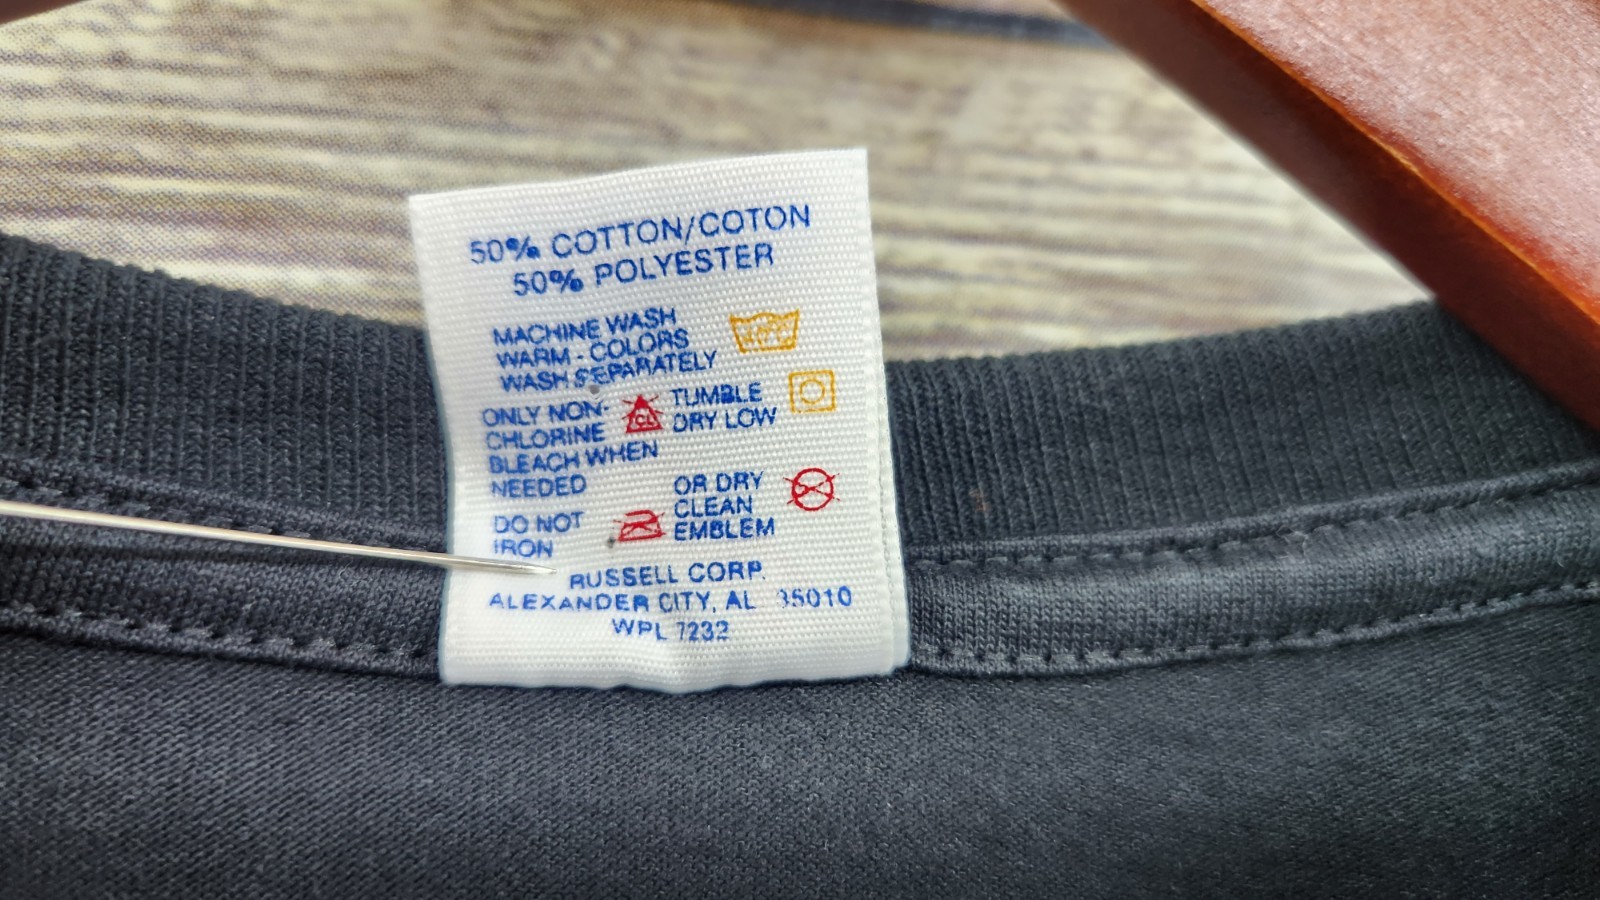 50% COTTON/COTON
50% POLYESTER
MACHINE WASH
WARM - COLORS
WASH SEPARATELY
ONLY NON-
CHLORINE
BLEACH WHEN
NEEDED
CL
TUMBLE
DRY LOW
DO NOT
IRON
OR DRY
CLEAN
EMBLEM
RUSSELL CORP.
ALEXANDER CITY, AL 35010
WPL 7232